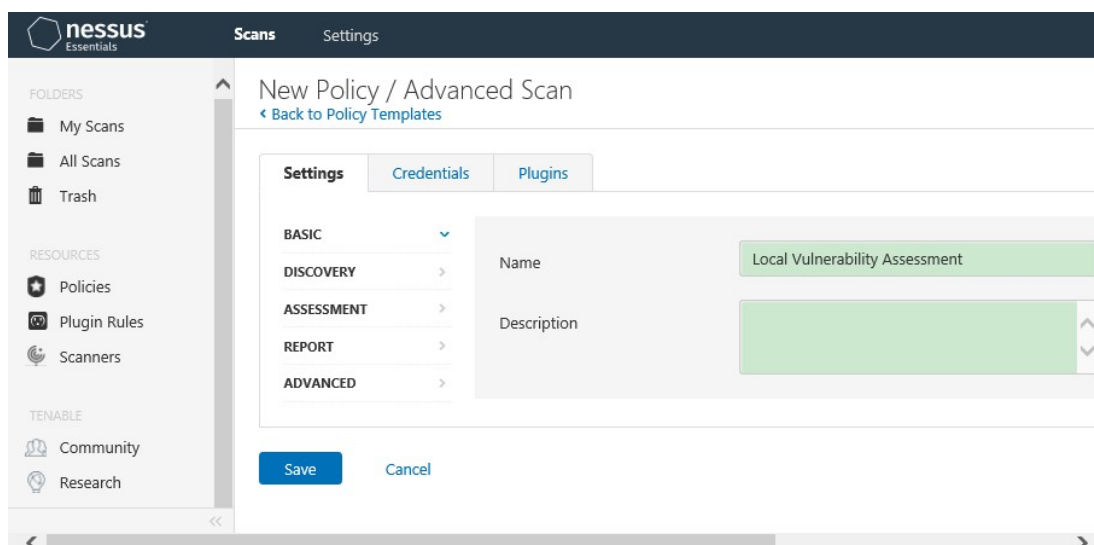 nessus
Essentials
Scans Settings
FOLDERS
My Scans
All Scans
Trash
RESOURCES
Policies
Plugin Rules
Scanners
TENABLE
Community
Research
New Policy / Advanced Scan
Back to Policy Templates
Settings Credentials Plugins
BASIC
DISCOVERY
ASSESSMENT
REPORT
ADVANCED
Name Local Vulnerability Assessment
Description
Save Cancel